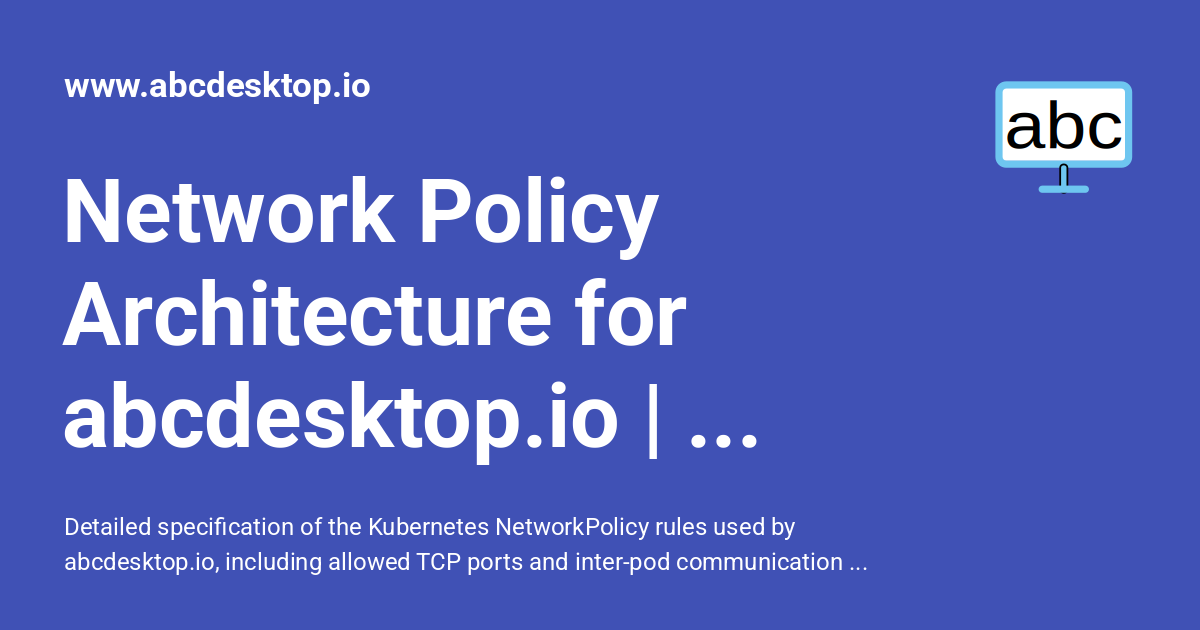 www.abcdesktop.io
abc
Network Policy
Architecture for
abcdesktop.io | ...
Detailed specification of the Kubernetes NetworkPolicy rules used by
abcdesktop.io, including allowed TCP ports and inter-pod communication ...